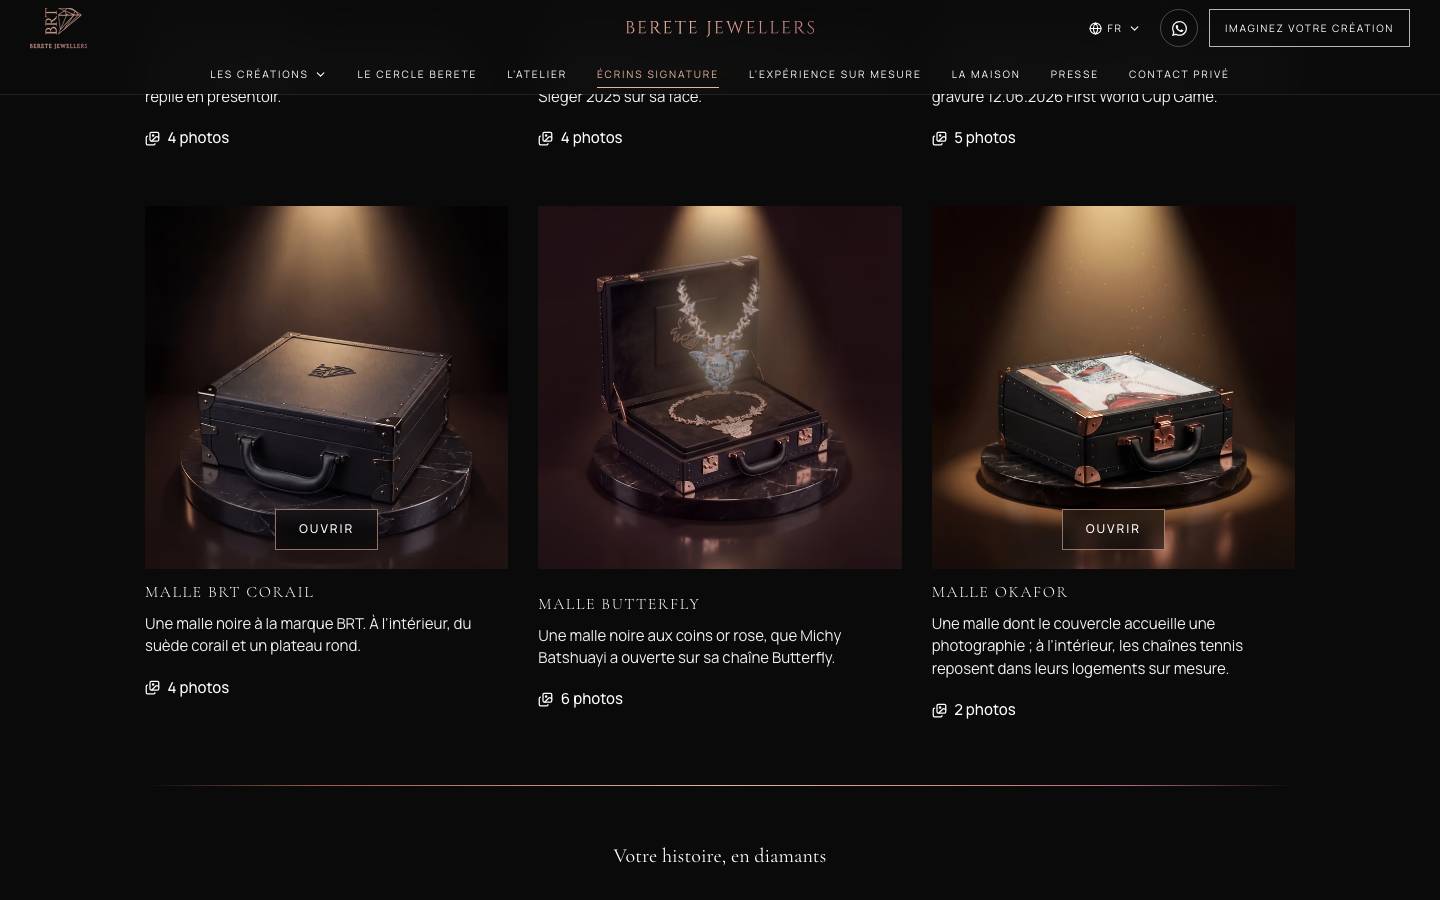 BRT
BERETE JEWELLERS
BERETE JEWELLERS
FR
IMAGINEZ VOTRE CRÉATION
LES CRÉATIONS
LE CERCLE BERETE
L'ATELIER
ÉCRINS SIGNATURE
L'EXPÉRIENCE SUR MESURE
LA MAISON
PRESSE
CONTACT PRIVÉ
replié en présentoir.
Sieger 2025 sur sa face.
gravure 12.06.2026 First World Cup Game.
4 photos
4 photos
5 photos
OUVRIR
OUVRIR
MALLE BRT CORAIL
Une malle noire à la marque BRT. À l'intérieur, du
suède corail et un plateau rond.
4 photos
MALLE BUTTERFLY
Une malle noire aux coins or rose, que Michy
Batshuayi a ouverte sur sa chaîne Butterfly.
6 photos
MALLE OKAFOR
Une malle dont le couvercle accueille une
photographie ; à l'intérieur, les chaînes tennis
reposent dans leurs logements sur mesure.
2 photos
Votre histoire, en diamants